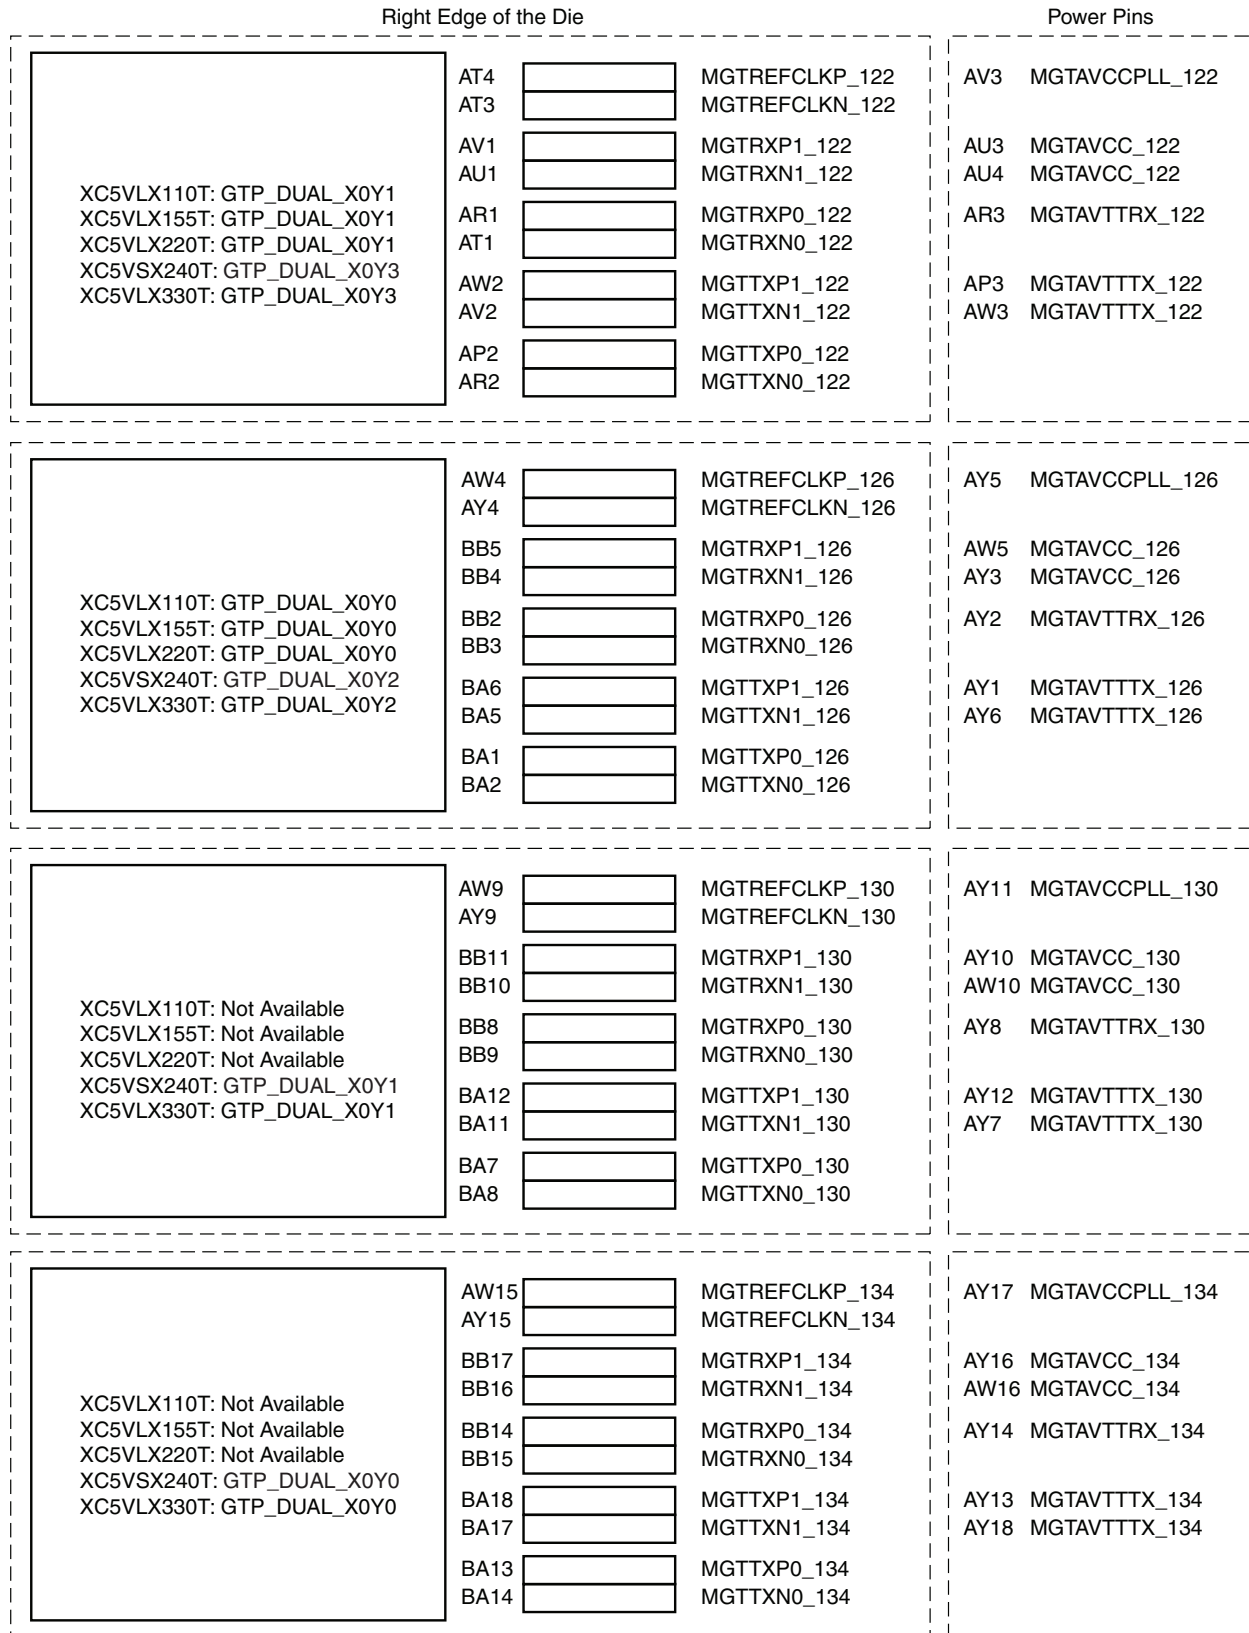 Right Edge of the Die Power Pins
XC5VLX110T: GTP_DUAL_X0Y1
XC5VLX155T: GTP_DUAL_X0Y1
XC5VLX220T: GTP_DUAL_X0Y1
XC5VSX240T: GTP_DUAL_X0Y3
XC5VLX330T: GTP_DUAL_X0Y3
AT4 MGTREFCLKP_122
AT3 MGTREFCLKN_122
AV1 MGTRXP1_122
AU1 MGTRXN1_122
AR1 MGTRXP0_122
AT1 MGTRXN0_122
AW2 MGTTXP1_122
AV2 MGTTXN1_122
AP2 MGTTXP0_122
AR2 MGTTXN0_122
AV3 MGTAVCCPLL_122
AU3 MGTAVCC_122
AU4 MGTAVCC_122
AR3 MGTAVTTRX_122
AP3 MGTAVTTTX_122
AW3 MGTAVTTTX_122
XC5VLX110T: GTP_DUAL_X0Y0
XC5VLX155T: GTP_DUAL_X0Y0
XC5VLX220T: GTP_DUAL_X0Y0
XC5VSX240T: GTP_DUAL_X0Y2
XC5VLX330T: GTP_DUAL_X0Y2
AW4 MGTREFCLKP_126
AY4 MGTREFCLKN_126
BB5 MGTRXP1_126
BB4 MGTRXN1_126
BB2 MGTRXP0_126
BB3 MGTRXN0_126
BA6 MGTTXP1_126
BA5 MGTTXN1_126
BA1 MGTTXP0_126
BA2 MGTTXN0_126
AY5 MGTAVCCPLL_126
AW5 MGTAVCC_126
AY3 MGTAVCC_126
AY2 MGTAVTTRX_126
AY1 MGTAVTTTX_126
AY6 MGTAVTTTX_126
XC5VLX110T: Not Available
XC5VLX155T: Not Available
XC5VLX220T: Not Available
XC5VSX240T: GTP_DUAL_X0Y1
XC5VLX330T: GTP_DUAL_X0Y1
AW9 MGTREFCLKP_130
AY9 MGTREFCLKN_130
BB11 MGTRXP1_130
BB10 MGTRXN1_130
BB8 MGTRXP0_130
BB9 MGTRXN0_130
BA12 MGTTXP1_130
BA11 MGTTXN1_130
BA7 MGTTXP0_130
BA8 MGTTXN0_130
AY11 MGTAVCCPLL_130
AY10 MGTAVCC_130
AW10 MGTAVCC_130
AY8 MGTAVTTRX_130
AY12 MGTAVTTTX_130
AY7 MGTAVTTTX_130
XC5VLX110T: Not Available
XC5VLX155T: Not Available
XC5VLX220T: Not Available
XC5VSX240T: GTP_DUAL_X0Y0
XC5VLX330T: GTP_DUAL_X0Y0
AW15 MGTREFCLKP_134
AY15 MGTREFCLKN_134
BB17 MGTRXP1_134
BB16 MGTRXN1_134
BB14 MGTRXP0_134
BB15 MGTRXN0_134
BA18 MGTTXP1_134
BA17 MGTTXN1_134
BA13 MGTTXP0_134
BA14 MGTTXN0_134
AY17 MGTAVCCPLL_134
AY16 MGTAVCC_134
AW16 MGTAVCC_134
AY14 MGTAVTTRX_134
AY13 MGTAVTTTX_134
AY18 MGTAVTTTX_134